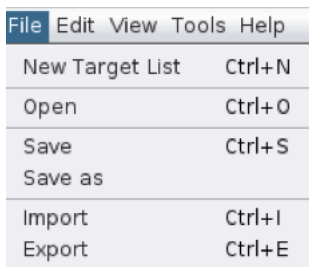 File Edit View Tools Help
New Target List Ctrl+N
Open Ctrl+O
Save Ctrl+S
Save as
Import Ctrl+I
Export Ctrl+E